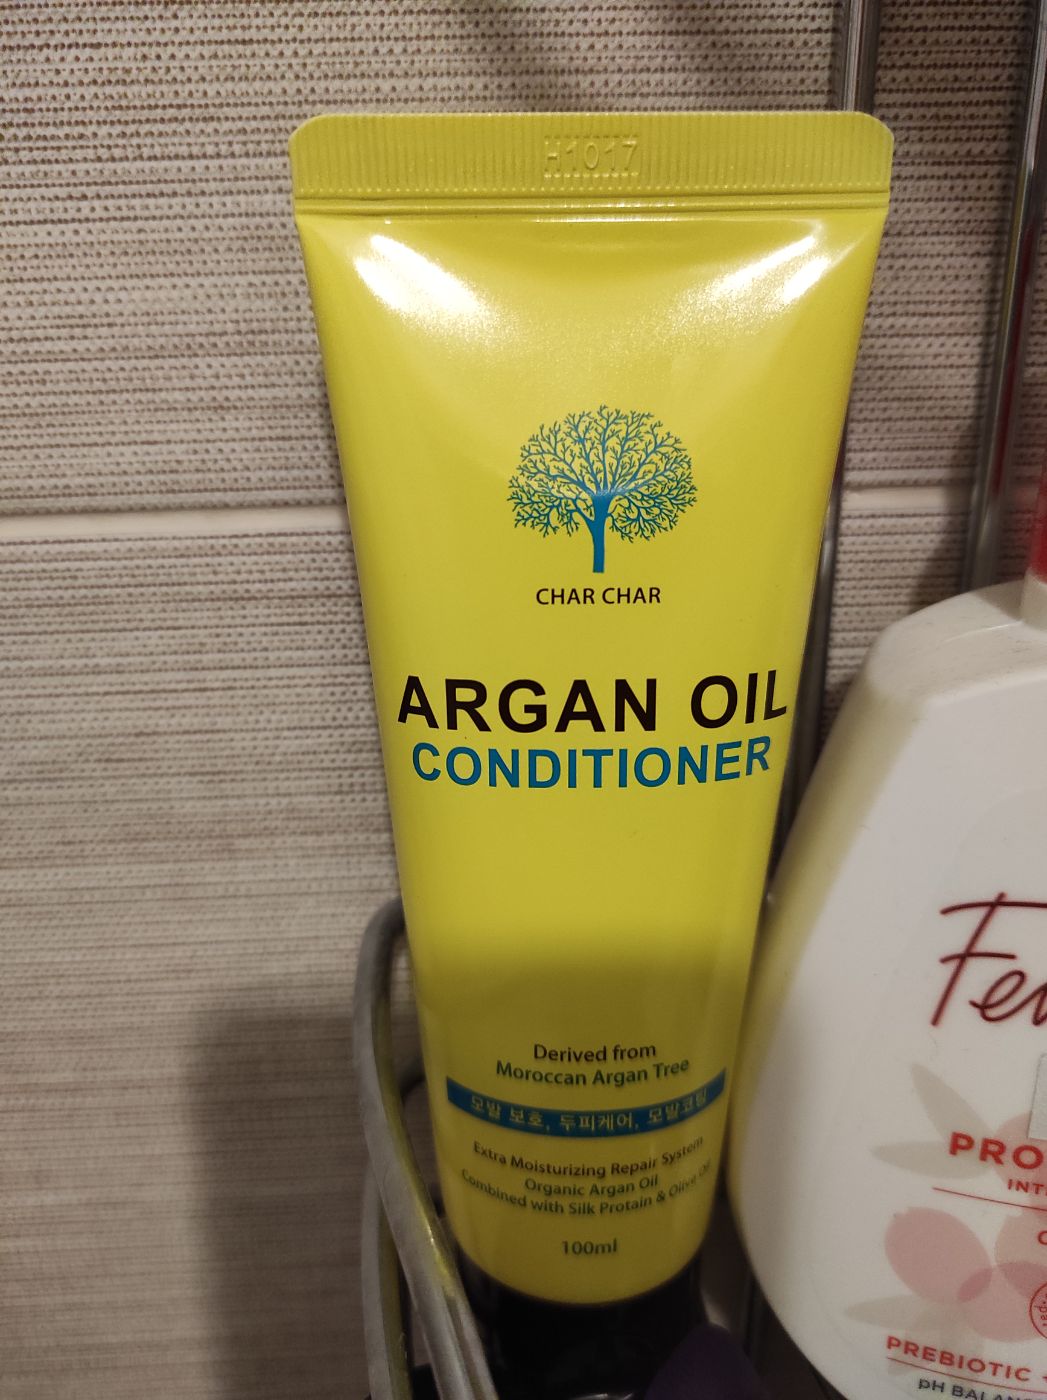 H1017
CHAR CHAR
ARGAN OIL
CONDITIONER
Derived from
Moroccan Argan Tree
모발 보호, 두피케어, 모발코팅
Extra Moisturizing Repair System
Organic Argan Oil
Combined with Silk Protain & Olive Oil
100ml
PREBIOTIC
pH